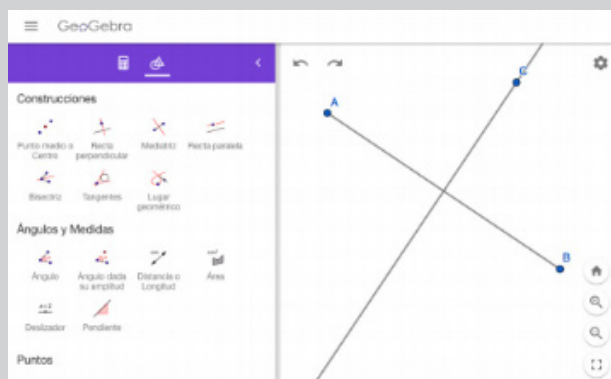 GeoGebra
Construcciones
Punto medio o Centro
Recta perpendicular
Mediatriz
Recta paralela
Bisectriz
Tangentes
Lugar geométrico
Ángulos y Medidas
Ángulo
Ángulo dada su amplitud
Distancia o Longitud
Área
Deslizador
Pendiente
Puntos
A
C
B